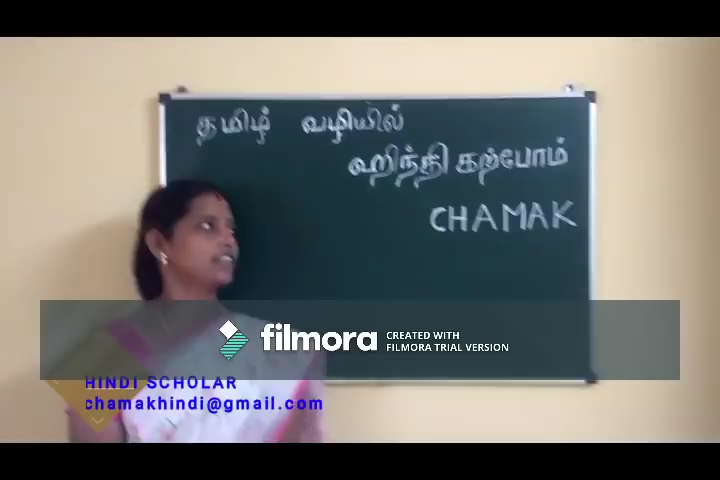 தமிழ் வழியில்
ஹிந்தி கற்போம்
CHAMAK
filmora
CREATED WITH
FILMORA TRIAL VERSION
HINDI SCHOLAR
chamakhindi@gmail.com